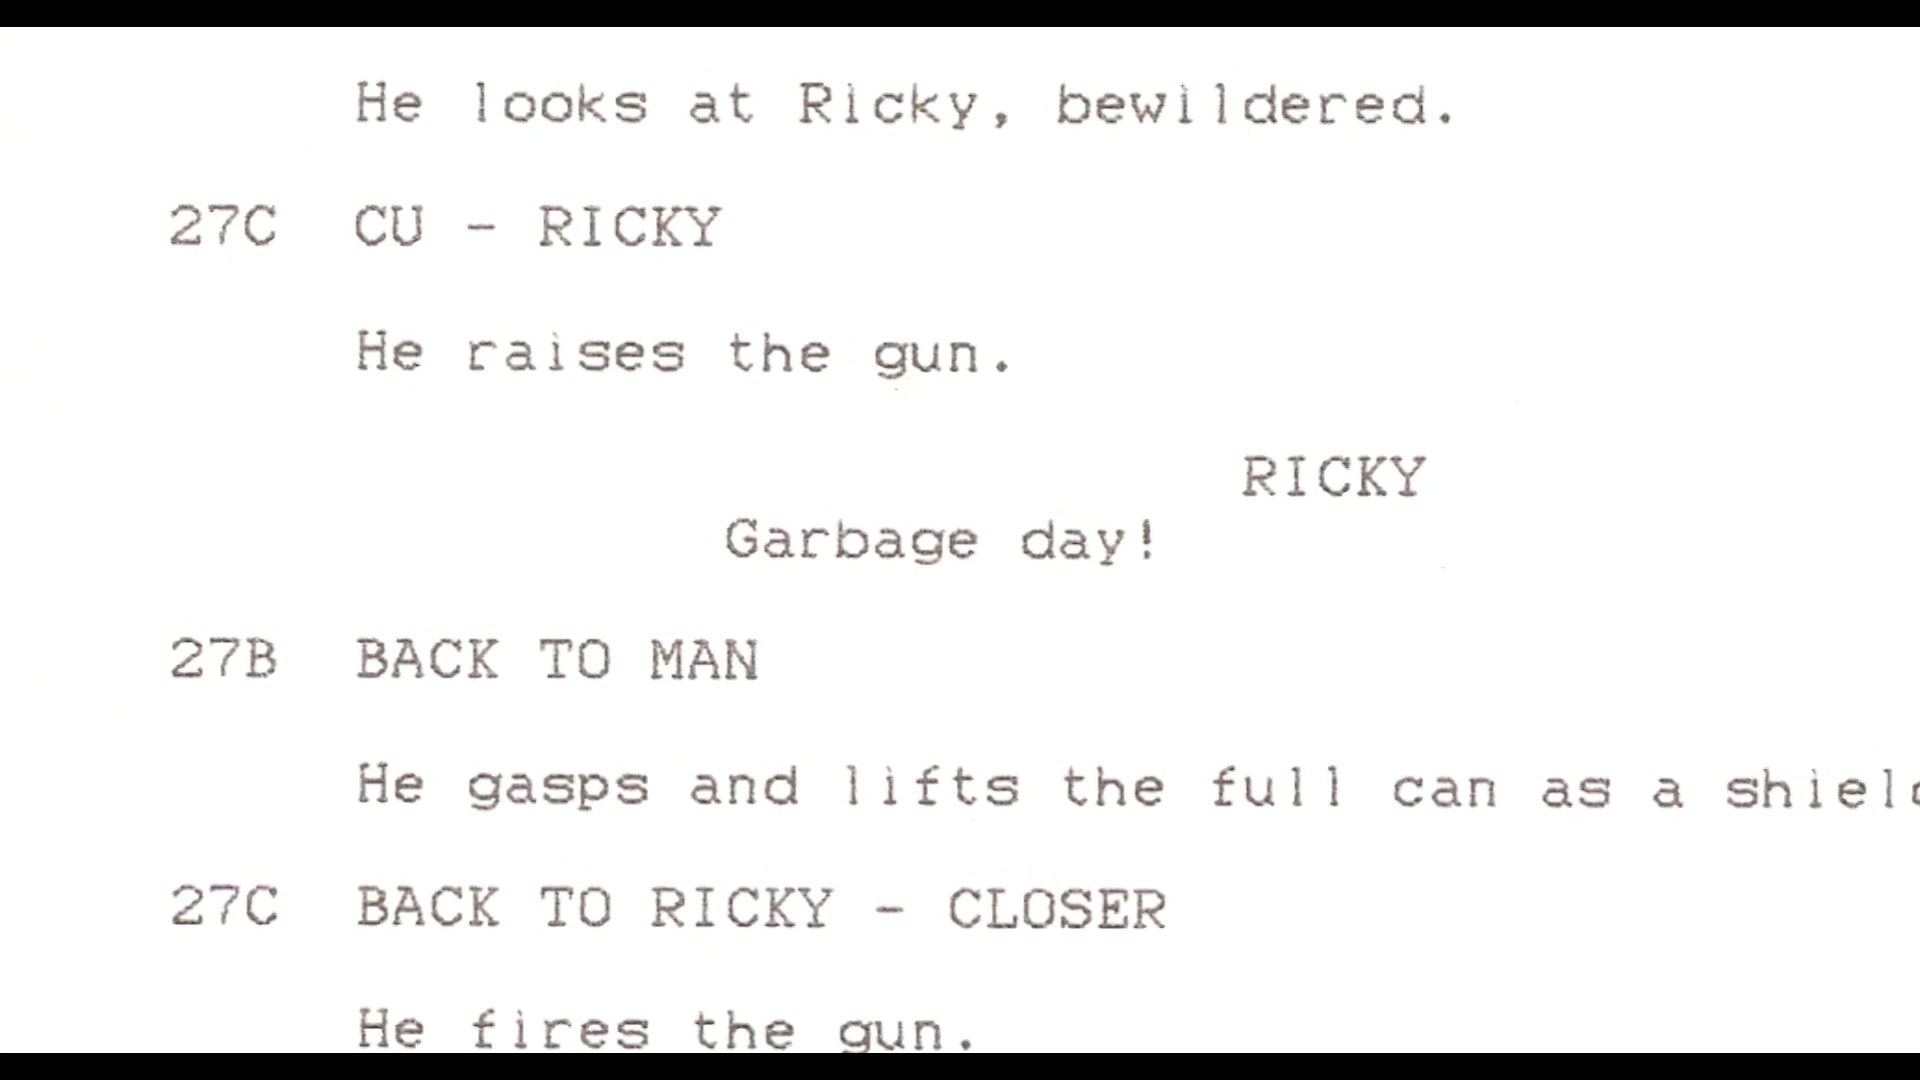 He looks at Ricky, bewildered.
27C CU - RICKY
He raises the gun.
RICKY
Garbage day!
27B BACK TO MAN
He gasps and lifts the full can as a shield
27C BACK TO RICKY - CLOSER
He fires the gun.